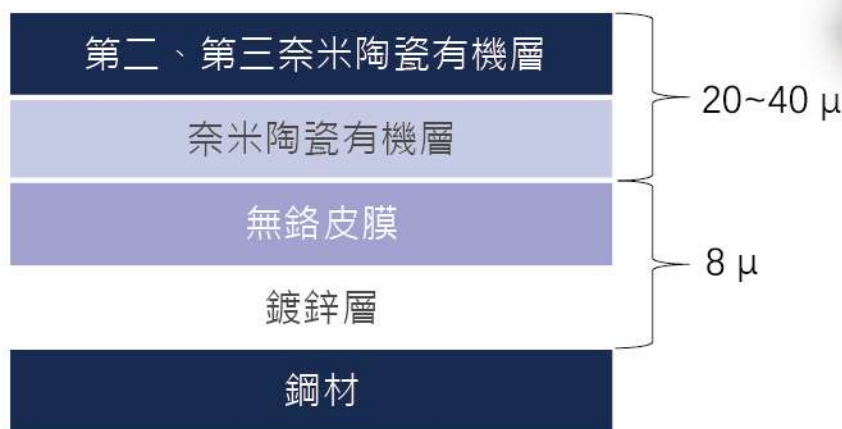 第二、第三奈米陶瓷有機層
20~40 μ
奈米陶瓷有機層
無鉻皮膜
8 μ
鍍鋅層
鋼材